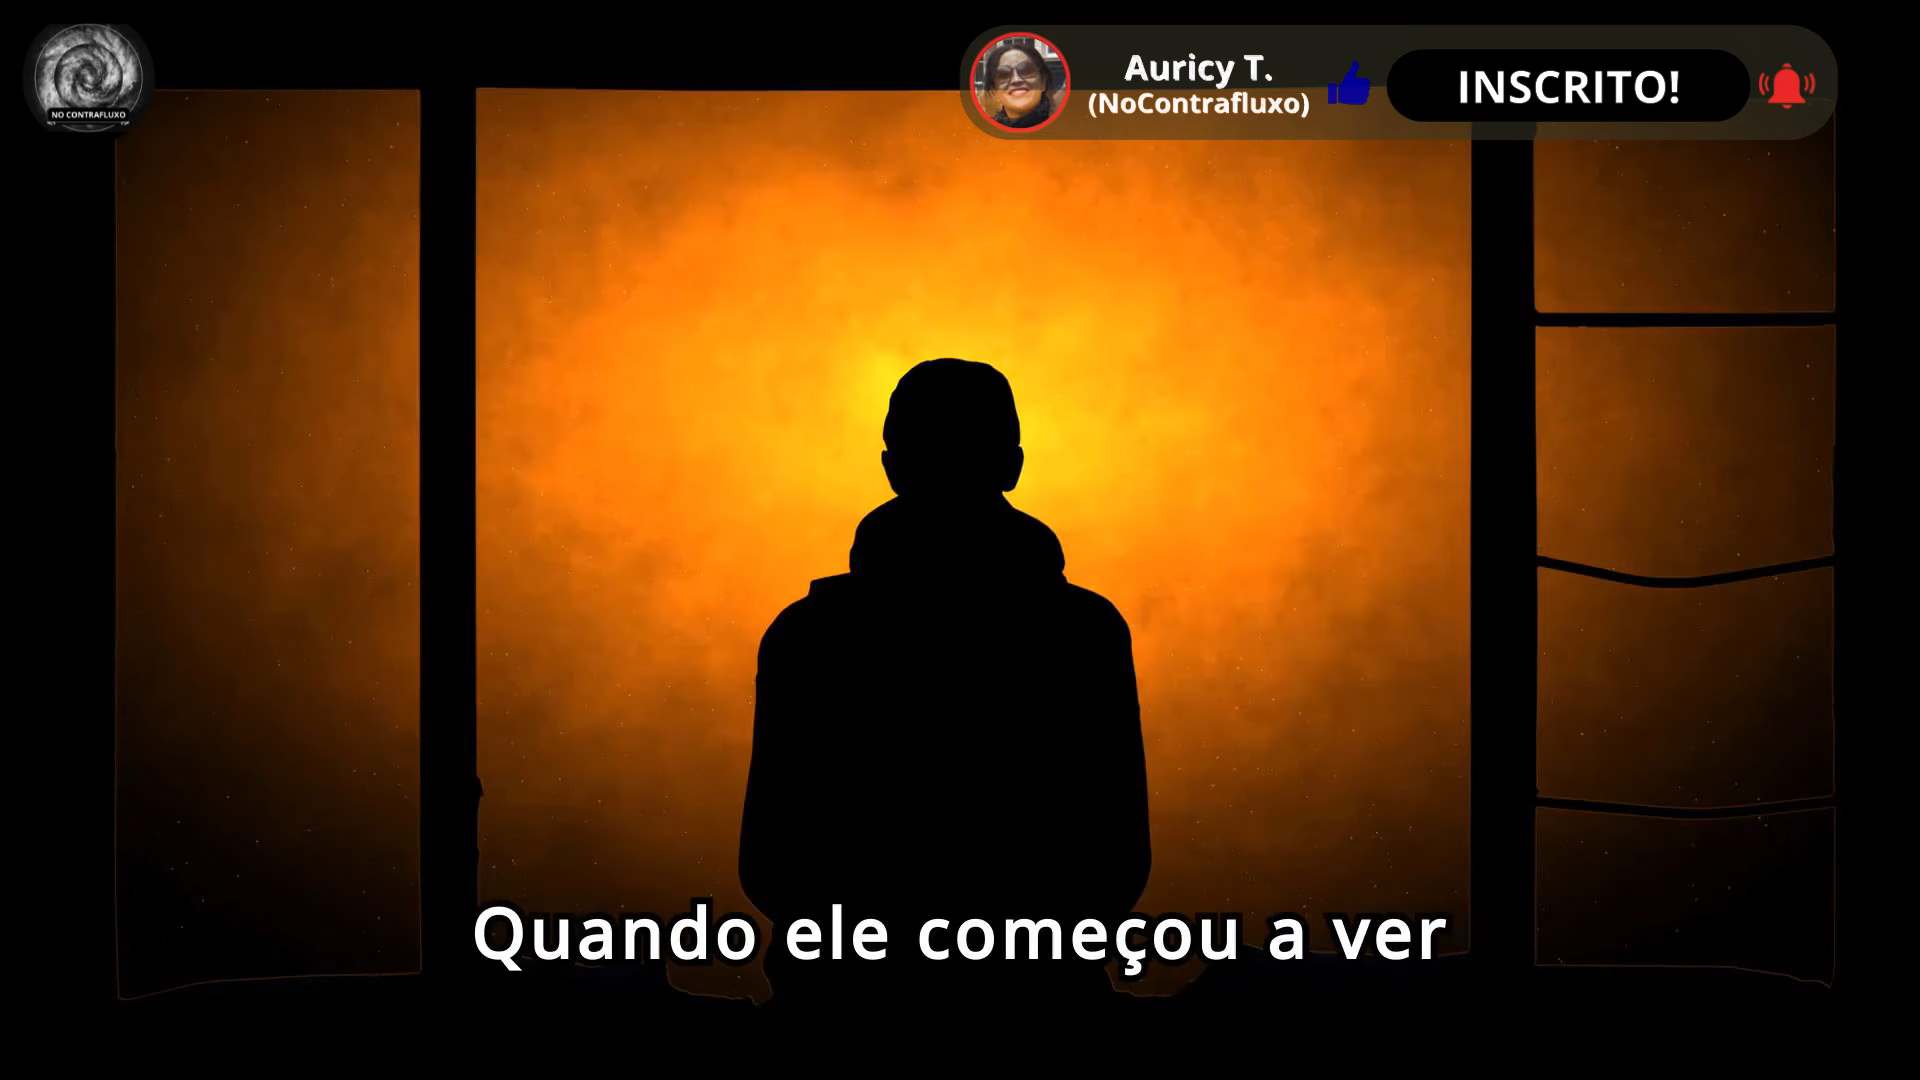 NO CONTRAFLUXO
Auricy T.
(NoContrafluxo)
INSCRITO!
Quando ele começou a ver